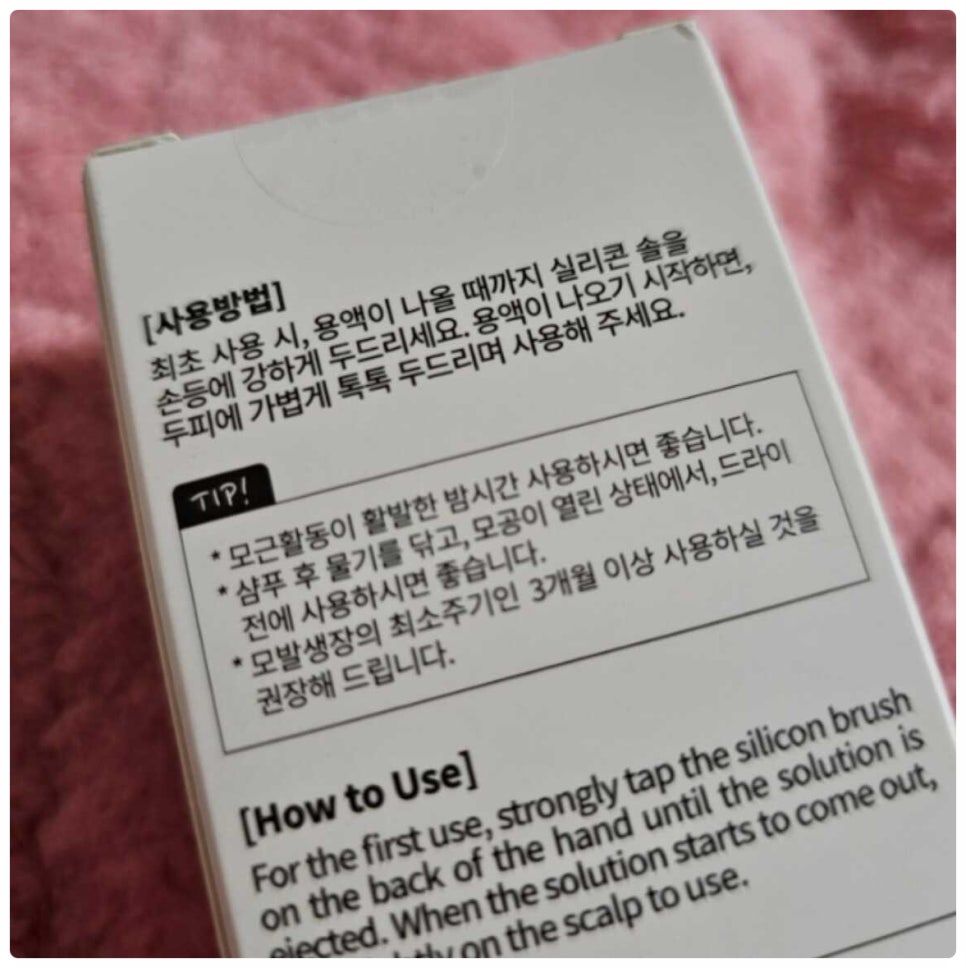 [사용방법]
최초 사용 시, 용액이 나올 때까지 실리콘 솔을
손등에 강하게 두드리세요. 용액이 나오기 시작하면,
두피에 가볍게 톡톡 두드리며 사용해 주세요.
TIP!
* 모근활동이 활발한 밤시간 사용하시면 좋습니다.
* 샴푸 후 물기를 닦고, 모공이 열린 상태에서, 드라이
전에 사용하시면 좋습니다.
* 모발생장의 최소주기인 3개월 이상 사용하실 것을
권장해 드립니다.
[How to Use]
For the first use, strongly tap the silicon brush
on the back of the hand until the solution is
ejected. When the solution starts to come out,
on the scalp to use.